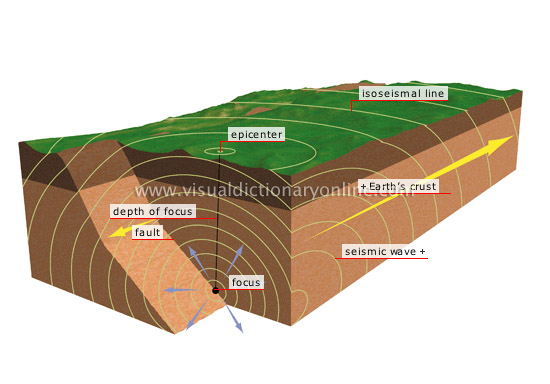 isoseismal line
epicenter
+Earth's crust
www.visualdictionaryonline.com
depth of focus
fault
seismic wave +
focus